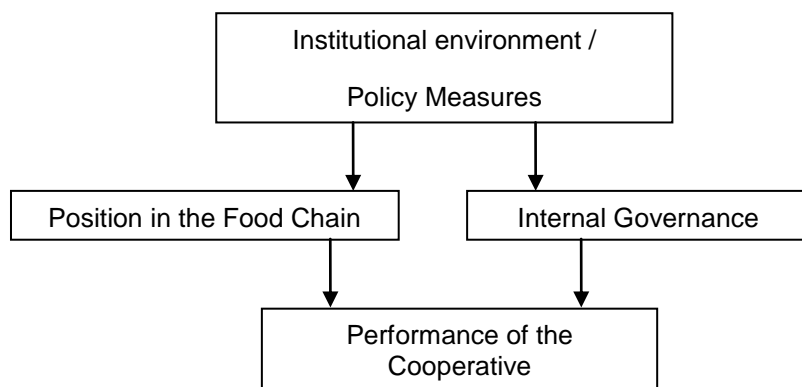 Institutional environment /
Policy Measures
Position in the Food Chain
Internal Governance
Performance of the
Cooperative